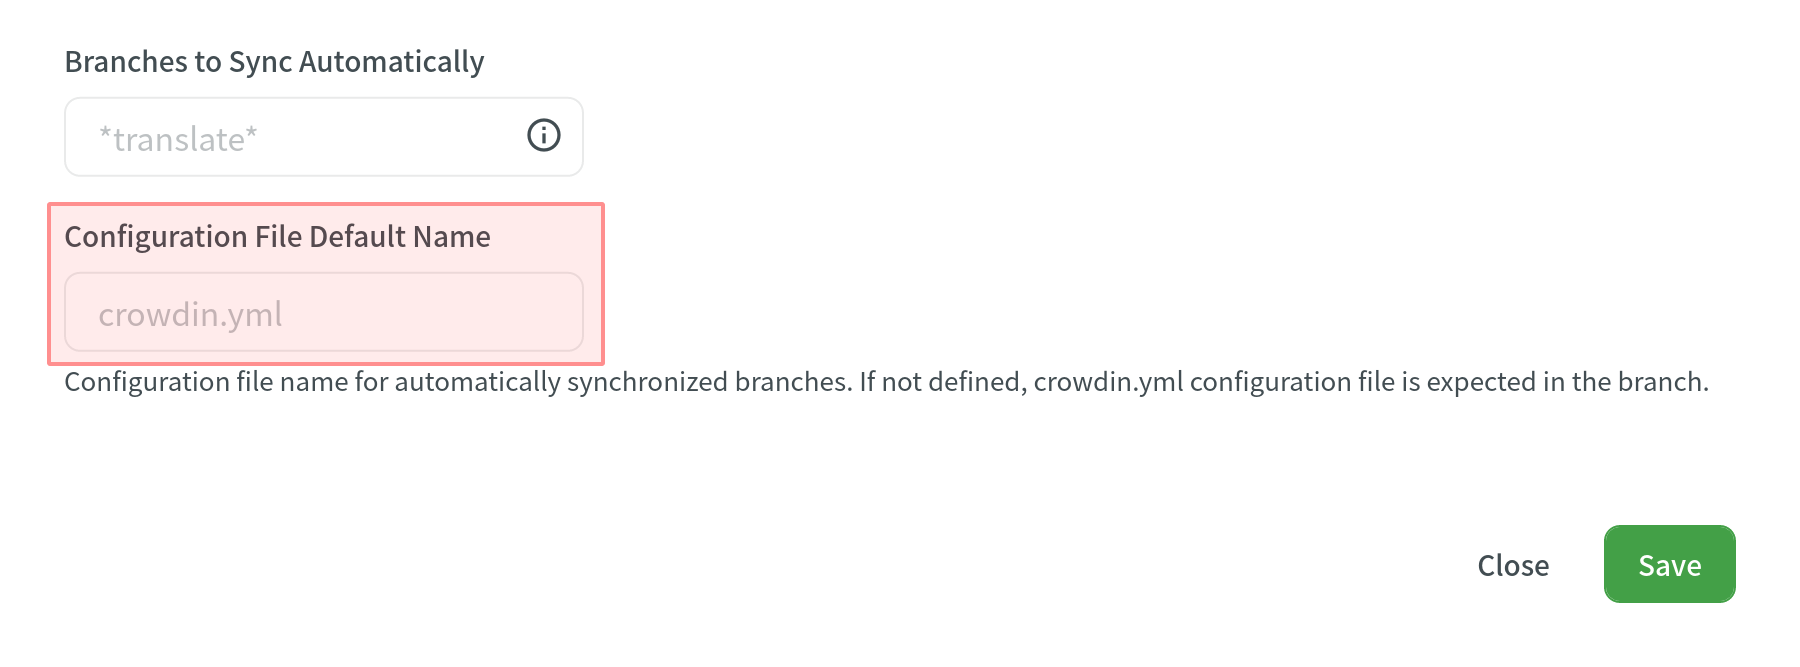 Branches to Sync Automatically
*translate*
Configuration File Default Name
crowdin.yml
Configuration file name for automatically synchronized branches. If not defined, crowdin.yml configuration file is expected in the branch.
Close
Save